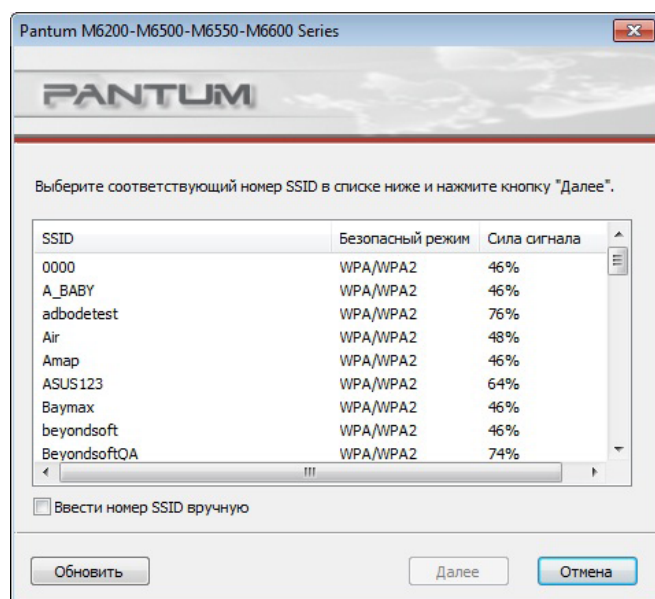 Pantum M6200-M6500-M6550-M6600 Series
PANTUM
Выберите соответствующий номер SSID в списке ниже и нажмите кнопку "Далее".
SSID Безопасный режим Сила сигнала
0000 WPA/WPA2 46%
A_BABY WPA/WPA2 46%
adbodetest WPA/WPA2 76%
Air WPA/WPA2 48%
Amap WPA/WPA2 46%
ASUS123 WPA/WPA2 64%
Baymax WPA/WPA2 46%
beyondsoft WPA/WPA2 46%
BeyondsoftQA WPA/WPA2 74%
Ввести номер SSID вручную
Обновить Далее Отмена